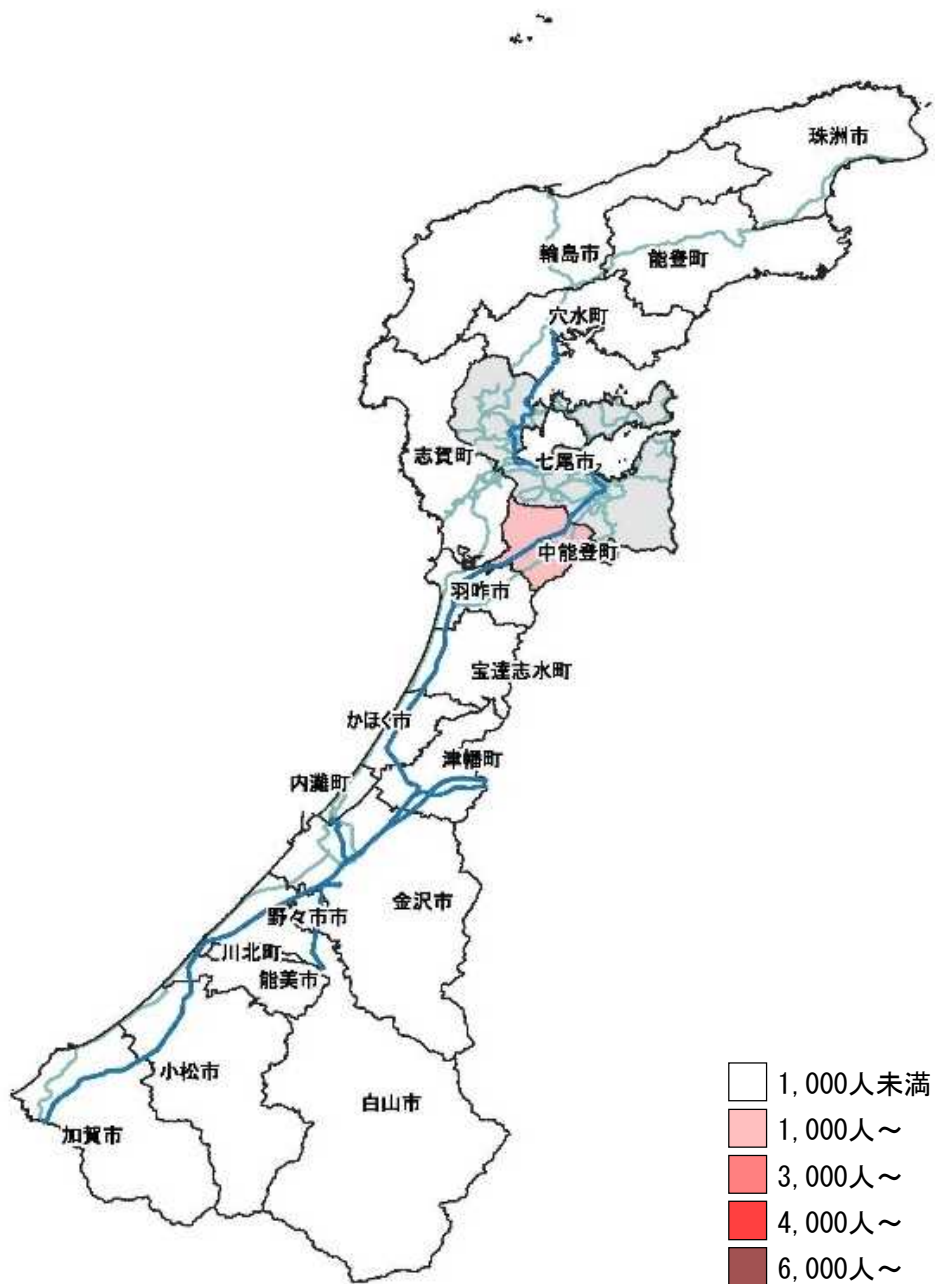 珠洲市
輪島市
能登町
穴水町
志賀町
七尾市
中能登町
羽咋市
宝達志水町
かほく市
津幡町
内灘町
金沢市
野々市市
川北町
能美市
小松市
白山市
加賀市
1,000人未満
1,000人～
3,000人～
4,000人～
6,000人～